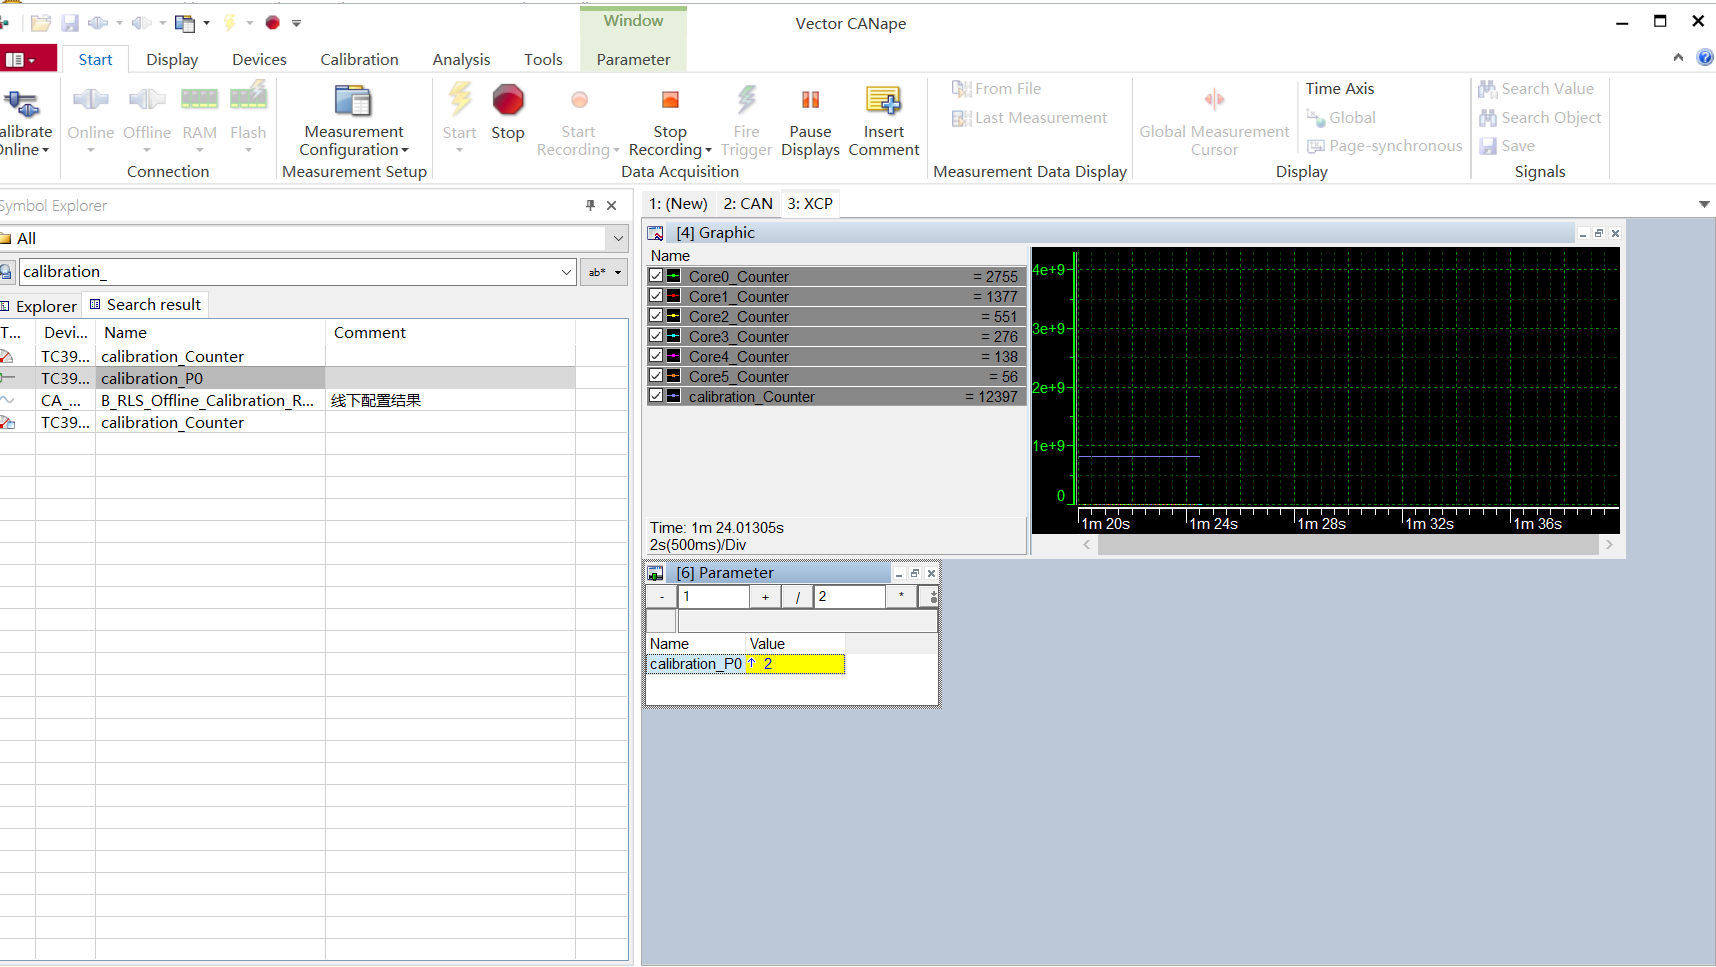 Window
Vector CANape
Start
Display
Devices
Calibration
Analysis
Tools
Parameter
Online
Offline
RAM
Flash
Connection
Measurement
Configuration
Measurement Setup
Start
Stop
Start
Recording
Stop
Recording
Fire
Trigger
Pause
Displays
Insert
Comment
Data Acquisition
From File
Last Measurement
Measurement Data Display
Global Measurement
Cursor
Time Axis
Global
Page-synchronous
Display
Search Value
Search Object
Save
Signals
Symbol Explorer
All
calibration_
ab*
Explorer
Search result
T...
Devi...
Name
Comment
TC39...
calibration_Counter
TC39...
calibration_P0
CA_...
B_RLS_Offline_Calibration_R...
线下配置结果
TC39...
calibration_Counter
1: (New)
2: CAN
3: XCP
[4] Graphic
Name
Core0_Counter = 2755
Core1_Counter = 1377
Core2_Counter = 551
Core3_Counter = 276
Core4_Counter = 138
Core5_Counter = 56
calibration_Counter = 12397
Time: 1m 24.01305s
2s(500ms)/Div
4e+9
3e+9
2e+9
1e+9
0
1m 20s
1m 24s
1m 28s
1m 32s
1m 36s
[6] Parameter
- 1 + / 2 *
Name Value
calibration_P0 ↑ 2